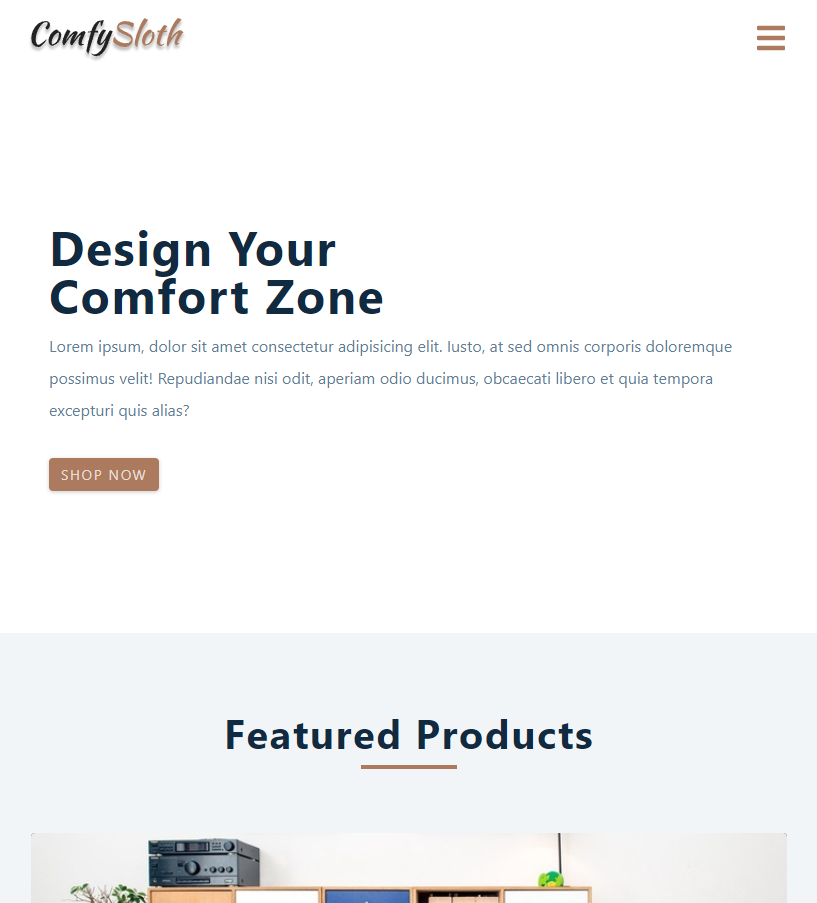 ComfySloth
Design Your
Comfort Zone
Lorem ipsum, dolor sit amet consectetur adipisicing elit. Iusto, at sed omnis corporis doloremque
possimus velit! Repudiandae nisi odit, aperiam odio ducimus, obcaecati libero et quia tempora
excepturi quis alias?
SHOP NOW
Featured Products